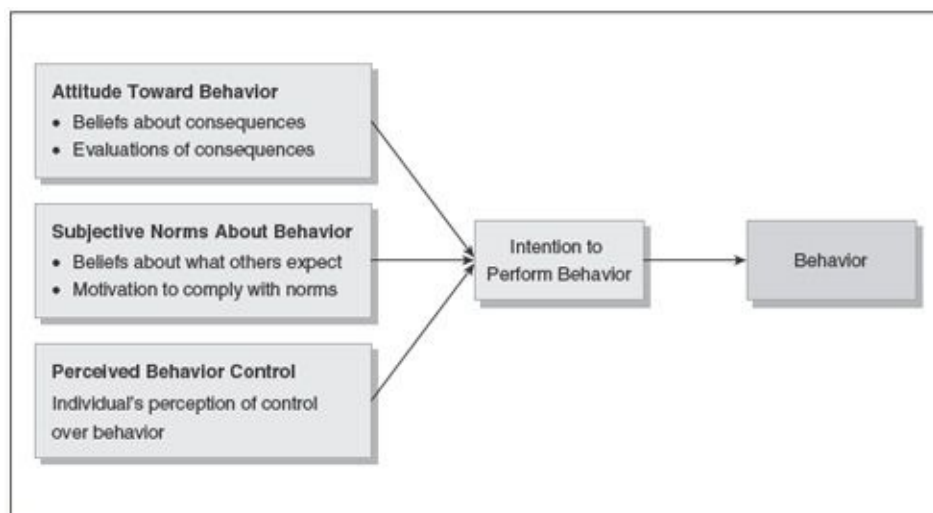 Attitude Toward Behavior
• Beliefs about consequences
• Evaluations of consequences
Subjective Norms About Behavior
• Beliefs about what others expect
• Motivation to comply with norms
Perceived Behavior Control
Individual's perception of control
over behavior
Intention to
Perform Behavior
Behavior